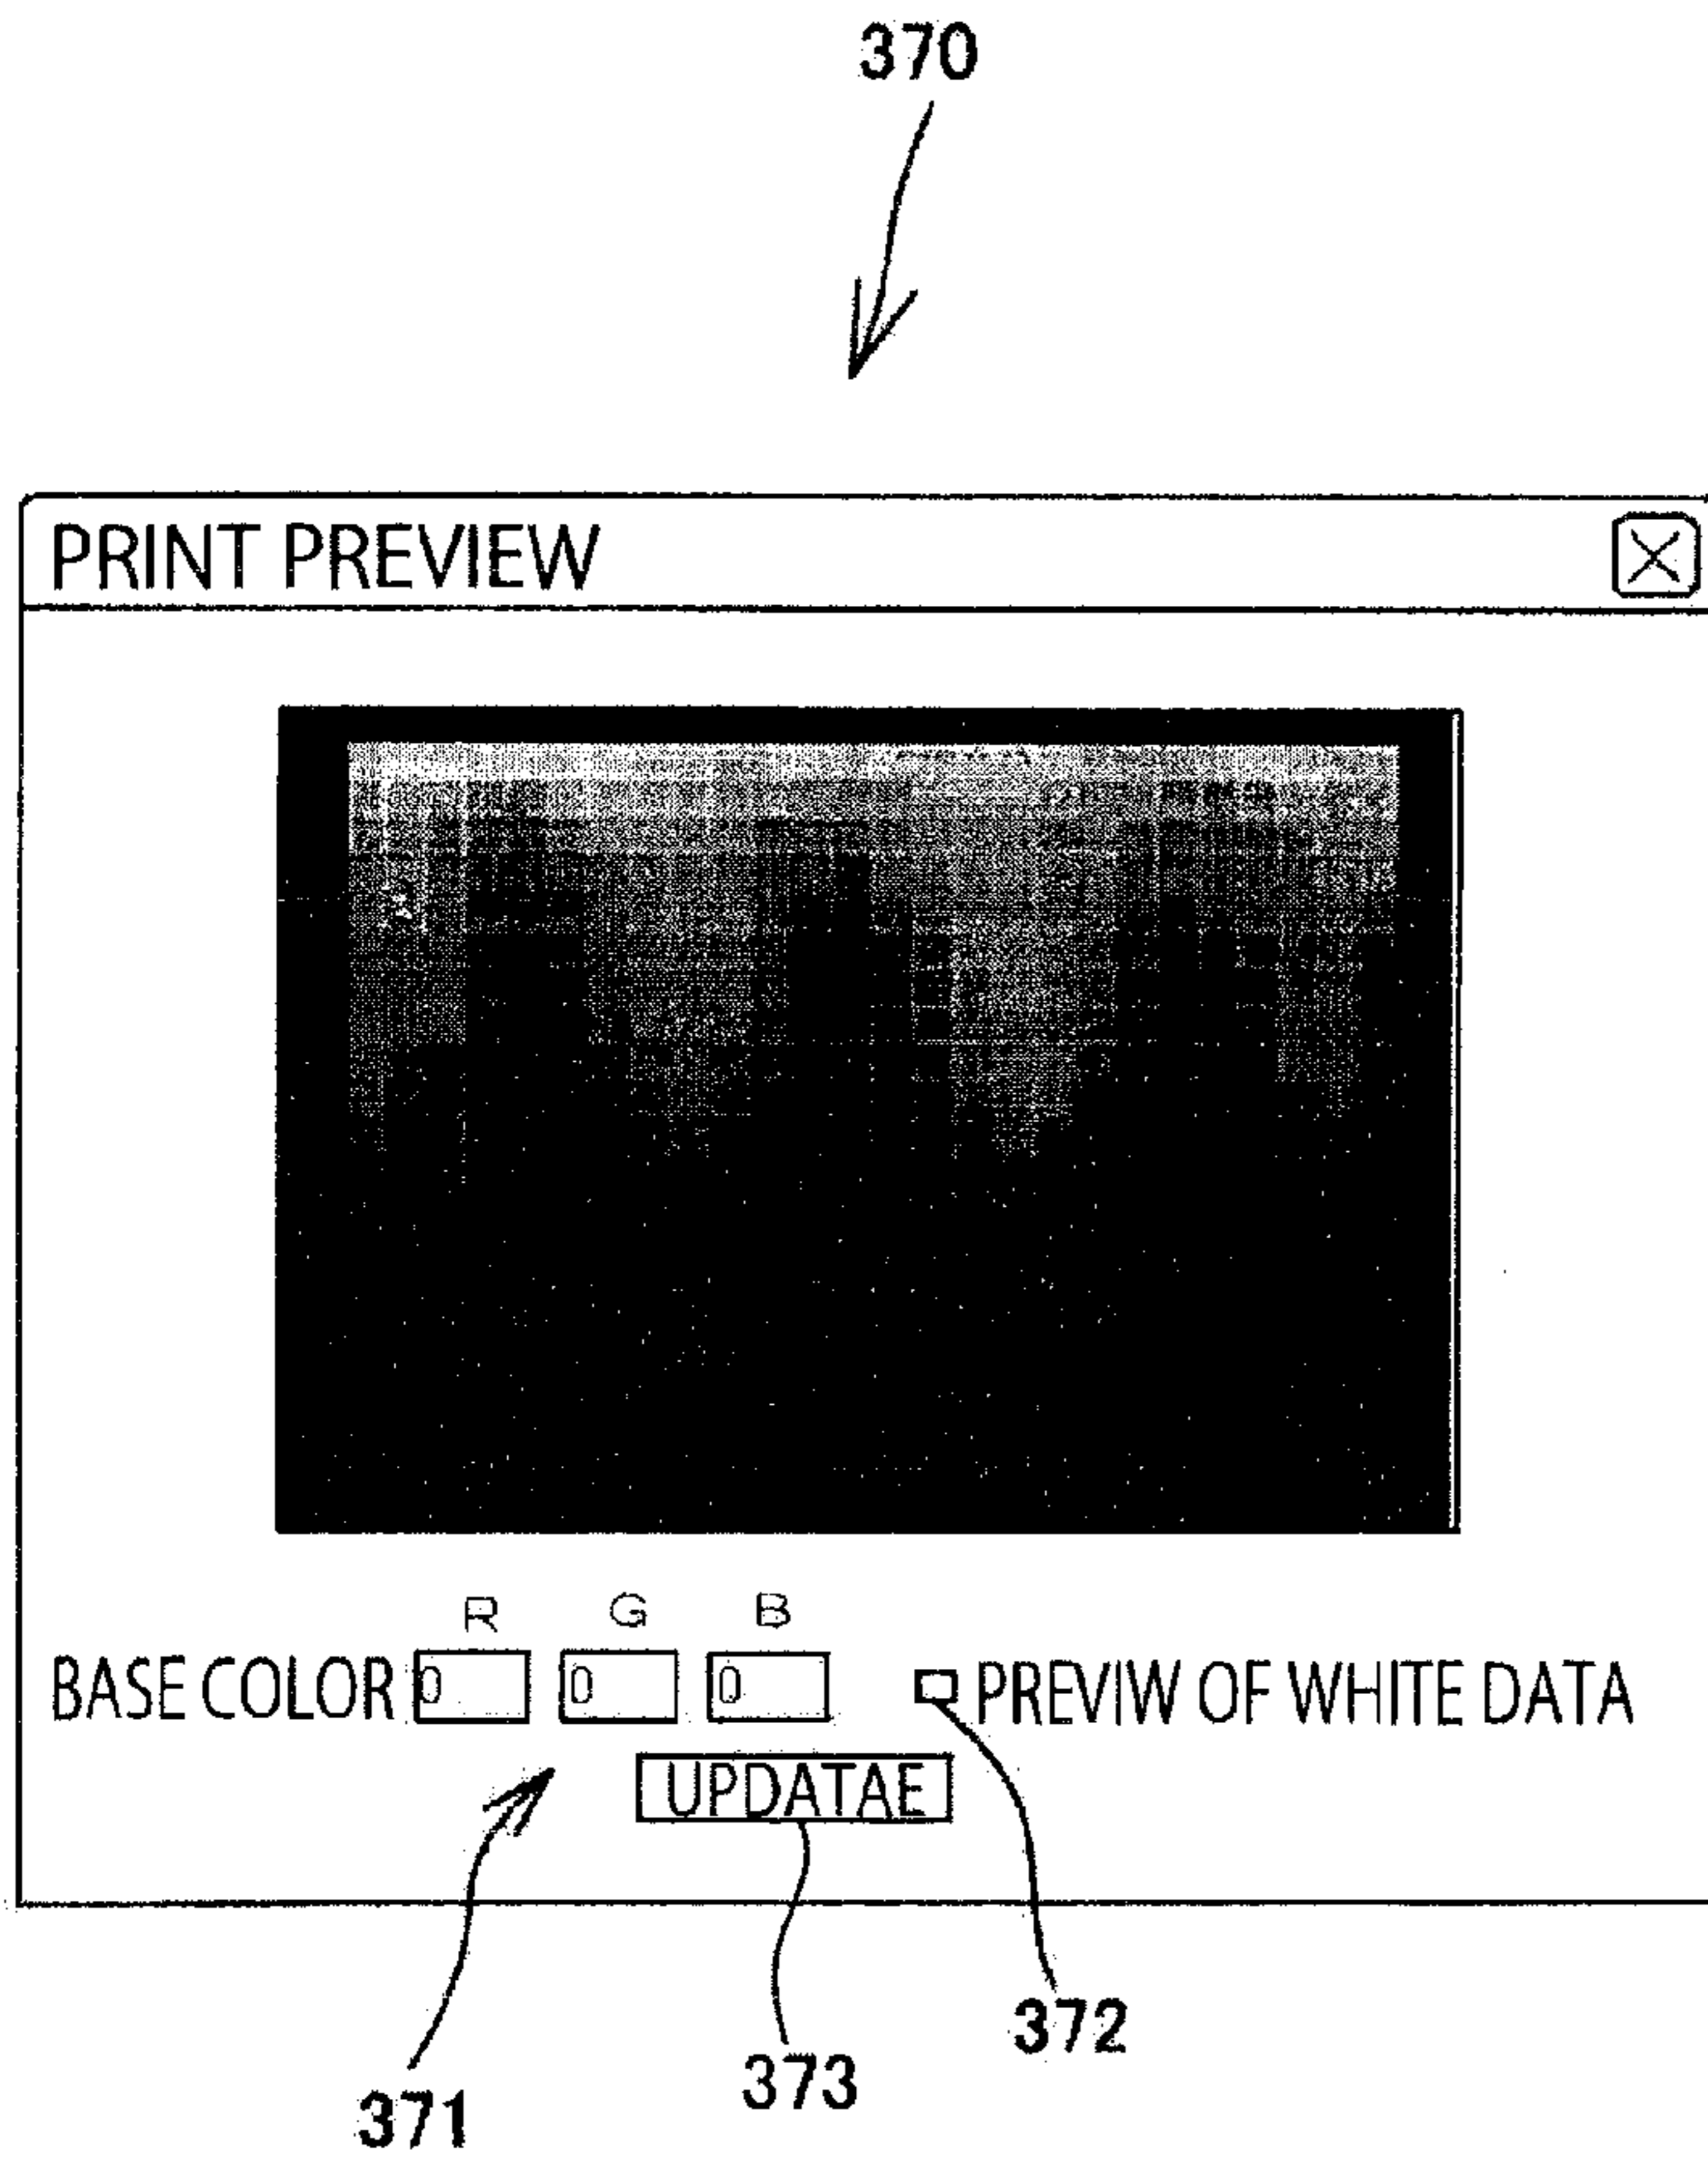 370
PRINT PREVIEW
R G B
BASE COLOR 0 0 0 PREVIW OF WHITE DATA
UPDATAE
372
373
371